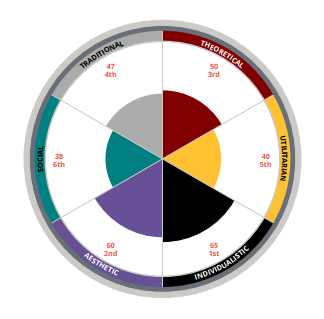 TRADITIONAL
47
4th
THEORETICAL
50
3rd
SOCIAL
38
6th
UTILITARIAN
40
5th
AESTHETIC
60
2nd
INDIVIDUALISTIC
65
1st